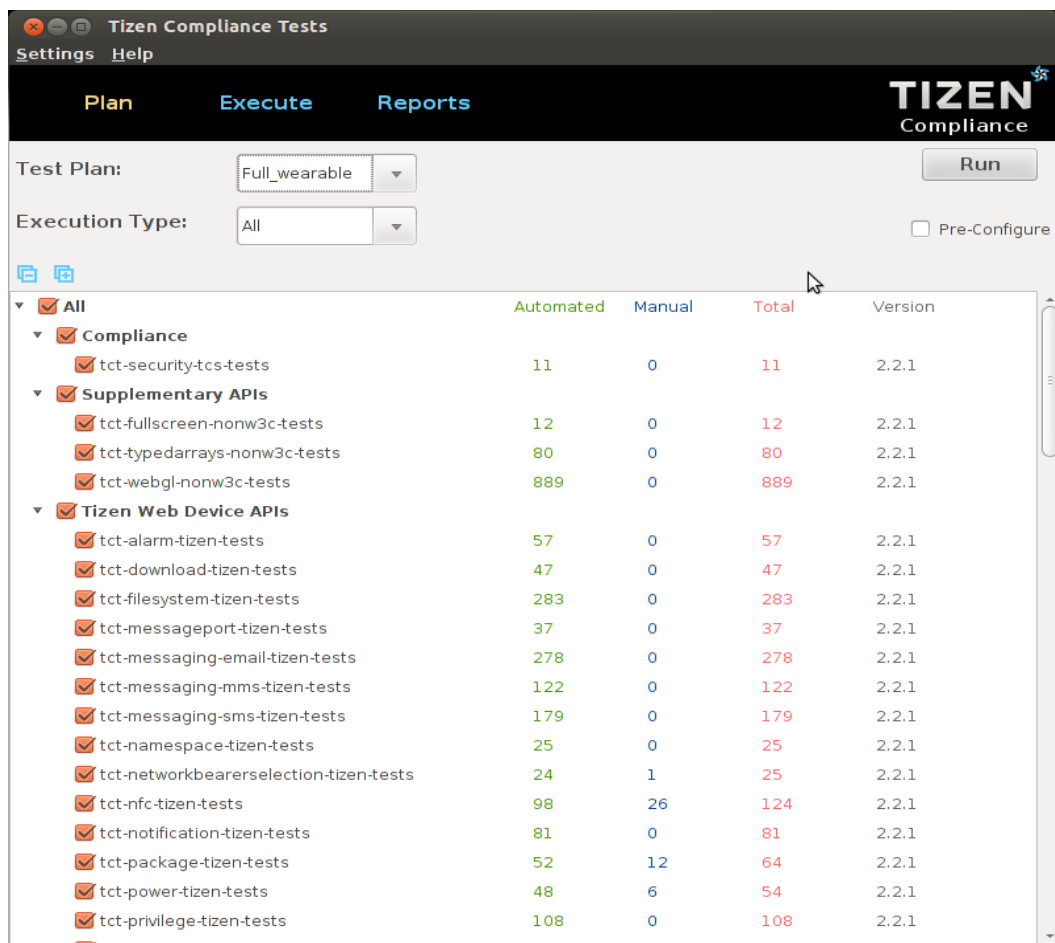 Tizen Compliance Tests
Settings Help
Plan Execute Reports
TIZEN
Compliance
Test Plan: Full_wearable Run
Execution Type: All Pre-Configure
All Automated Manual Total Version
Compliance
tct-security-tcs-tests 11 0 11 2.2.1
Supplementary APIs
tct-fullscreen-nonw3c-tests 12 0 12 2.2.1
tct-typedarrays-nonw3c-tests 80 0 80 2.2.1
tct-webgl-nonw3c-tests 889 0 889 2.2.1
Tizen Web Device APIs
tct-alarm-tizen-tests 57 0 57 2.2.1
tct-download-tizen-tests 47 0 47 2.2.1
tct-filesystem-tizen-tests 283 0 283 2.2.1
tct-messageport-tizen-tests 37 0 37 2.2.1
tct-messaging-email-tizen-tests 278 0 278 2.2.1
tct-messaging-mms-tizen-tests 122 0 122 2.2.1
tct-messaging-sms-tizen-tests 179 0 179 2.2.1
tct-namespace-tizen-tests 25 0 25 2.2.1
tct-networkbearerselection-tizen-tests 24 1 25 2.2.1
tct-nfc-tizen-tests 98 26 124 2.2.1
tct-notification-tizen-tests 81 0 81 2.2.1
tct-package-tizen-tests 52 12 64 2.2.1
tct-power-tizen-tests 48 6 54 2.2.1
tct-privilege-tizen-tests 108 0 108 2.2.1